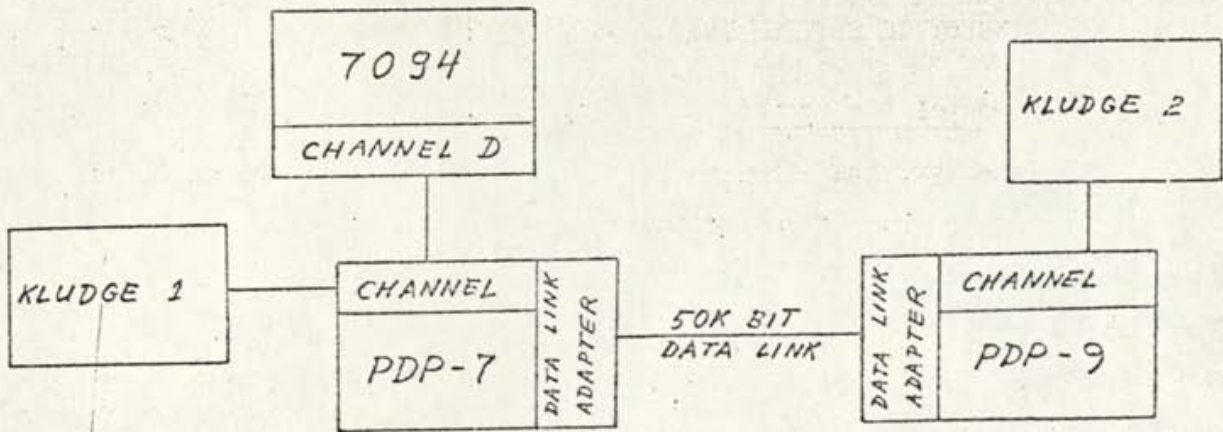 7094
CHANNEL D
KLUDGE 2
KLUDGE 1
CHANNEL
PDP-7
DATA LINK
ADAPTER
50K BIT
DATA LINK
DATA LINK
ADAPTER
CHANNEL
PDP-9